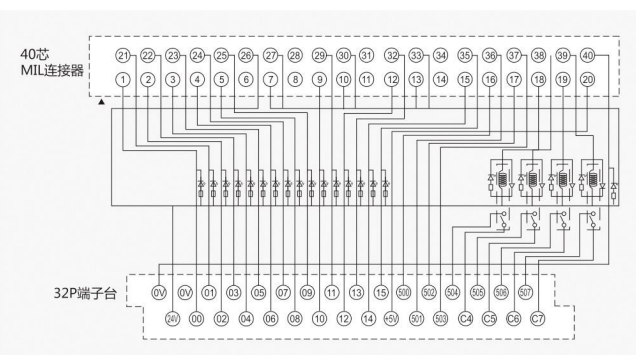 40芯
MIL连接器
21 22 23 24 25 26 27 28 29 30 31 32 33 34 35 36 37 38 39 40
1 2 3 4 5 6 7 8 9 10 11 12 13 14 15 16 17 18 19 20
32P端子台
0V 0V 01 03 05 07 09 11 13 15 500 502 504 505 506 507
24V 00 02 04 06 08 10 12 14 +5V 501 503 C4 C5 C6 C7